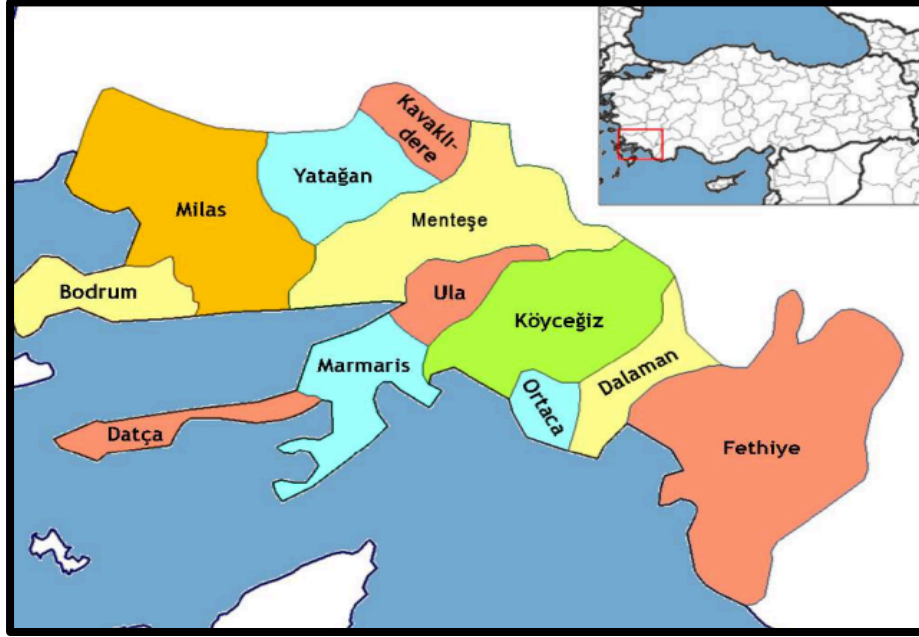 Kavaklı-
dere
Yatağan
Milas
Menteşe
Bodrum
Ula
Köyceğiz
Marmaris
Dalaman
Ortaca
Datça
Fethiye